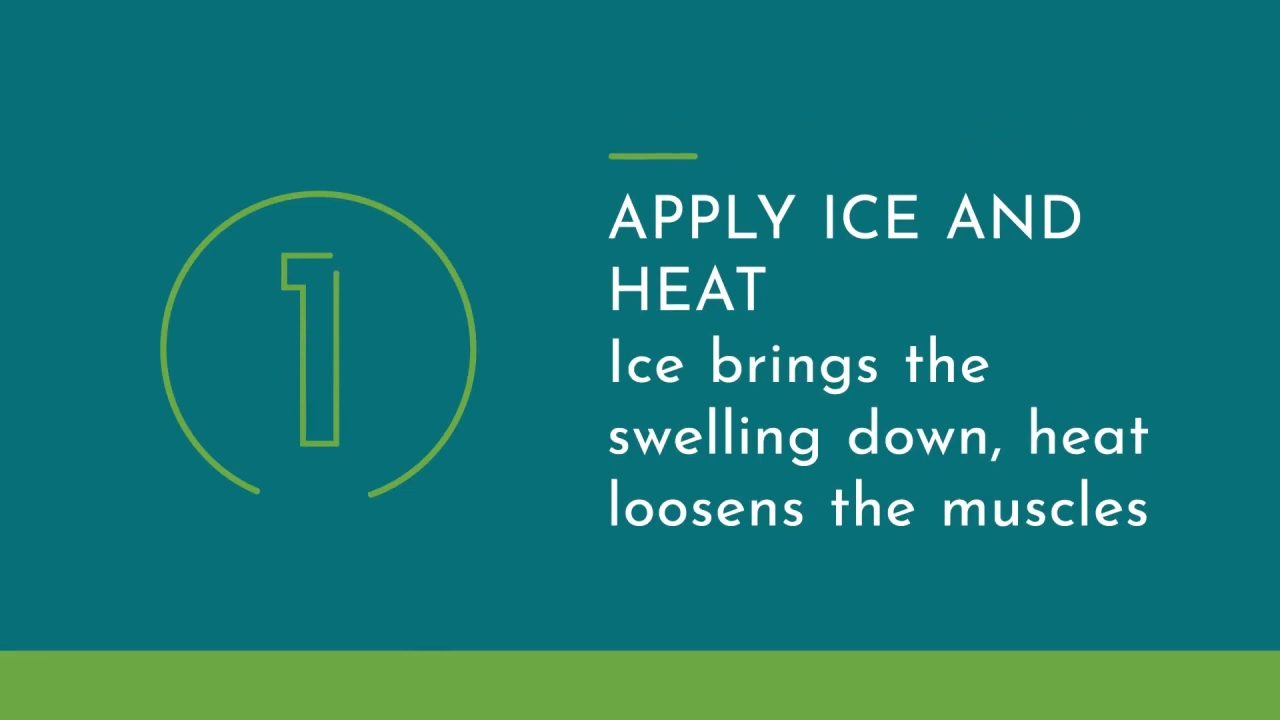 1
APPLY ICE AND
HEAT
Ice brings the
swelling down, heat
loosens the muscles